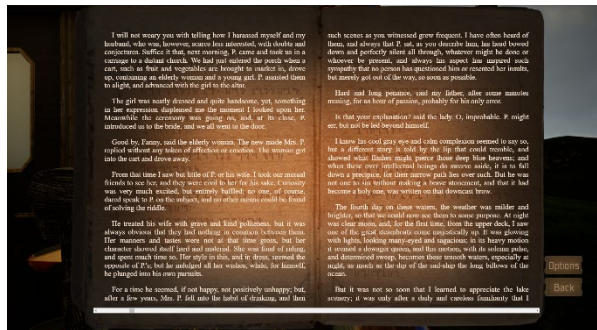 I will not weary you with telling how I harassed myself and my
husband, who was, however, scarce less interested, with doubts and
conjectures. Suffice it that, next morning, P. came and took us in a
carriage to a distant church. We had just entered the porch when a
cart, such as fruit and vegetables are brought to market in, drove
up, containing an elderly woman and a young girl. P. assisted them
to alight, and advanced with the girl to the altar.
The girl was neatly dressed and quite handsome, yet, something
in her expression displeased me the moment I looked upon her.
Meanwhile the ceremony was going on, and, at its close, P.
introduced us to the bride, and we all went to the door.
Good by, Fanny, said the elderly woman. The new made Mrs. P.
replied without any token of affection or emotion. The woman got
into the cart and drove away.
From that time I saw but little of P. or his wife. I took our mutual
friends to see her, and they were civil to her for his sake. Curiosity
was very much excited, but entirely baffled; no one, of course,
dared speak to P. on the subject, and no other means could be found
of solving the riddle.
He treated his wife with grave and kind politeness, but it was
always obvious that they had nothing in common between them.
Her manners and tastes were not at that time gross, but her
character showed itself hard and material. She was fond of riding,
and spent much time so. Her style in this, and in dress, seemed the
opposite of P.'s; but he indulged all her wishes, while, for himself,
he plunged into his own pursuits.
For a time he seemed, if not happy, not positively unhappy; but,
after a few years, Mrs. P. fell into the habit of drinking, and then
such scenes as you witnessed grew frequent. I have often heard of
them, and always that P. sat, as you describe him, his head bowed
down and perfectly silent all through, whatever might be done or
whoever be present, and always his aspect has inspired such
sympathy that no person has questioned him or resented her insults,
but merely got out of the way, so soon as possible.
Hard and long penance, said my father, after some minutes
musing, for an hour of passion, probably for his only error.
Is that your explanation? said the lady. O, improbable. P. might
err, but not be led beyond himself.
I know his cool gray eye and calm complexion seemed to say so,
but a different story is told by the lip that could tremble, and
showed what flashes might pierce those deep blue heavens; and
when these over intellectual beings do swerve aside, it is to fall
down a precipice, for their narrow path lies over such. But he was
not one to sin without making a brave atonement, and that it had
become a holy one, was written on that downcast brow.
The fourth day on these waters, the weather was milder and
brighter, so that we could now see them to some purpose. At night
was clear moon, and, for the first time, from the upper deck, I saw
one of the great steamboats come majestically up. It was glowing
with lights, looking many-eyed and sagacious; in its heavy motion
it seemed a dowager queen, and this motion, with its solemn pulse,
and determined sweep, becomes these smooth waters, especially at
night, as much as the dip of the sail-ship the long billows of the
ocean.
But it was not so soon that I learned to appreciate the lake
scenery; it was only after a daily and careless familiarity that I
Options
Back